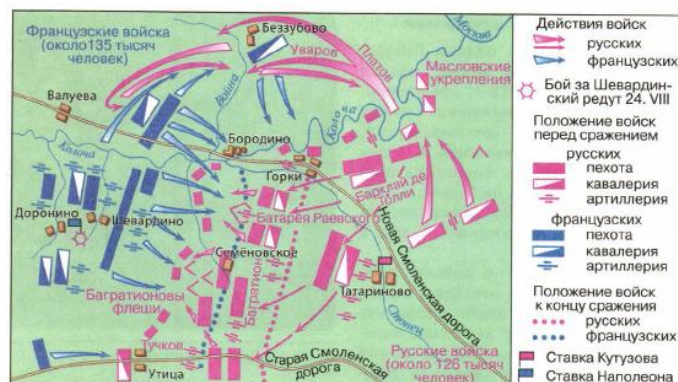 Французские войска
(около135 тысяч
человек)
Беззубово
Уваров
Платов
Москва
Масловские
укрепления
Валуева
Война
Колоча
Бородино
Горки
Колоча
Барклай де
Толли
Доронино
Шевардино
Батарея Раевского
Новая Смоленская дорога
Семёновское
Багратион
Багратионовы
флеши
Татариново
Стонец
Тучков
Утица
Старая Смоленская
дорога
Русские войска
(около 126 тысяч
человек)
Действия войск
русских
французских
Бой за Шевардин-
ский редут 24. VIII
Положение войск
перед сражением
русских
пехота
кавалерия
артиллерия
французских
пехота
кавалерия
артиллерия
Положение войск
к концу сражения
русских
французских
Ставка Кутузова
Ставка Наполеона